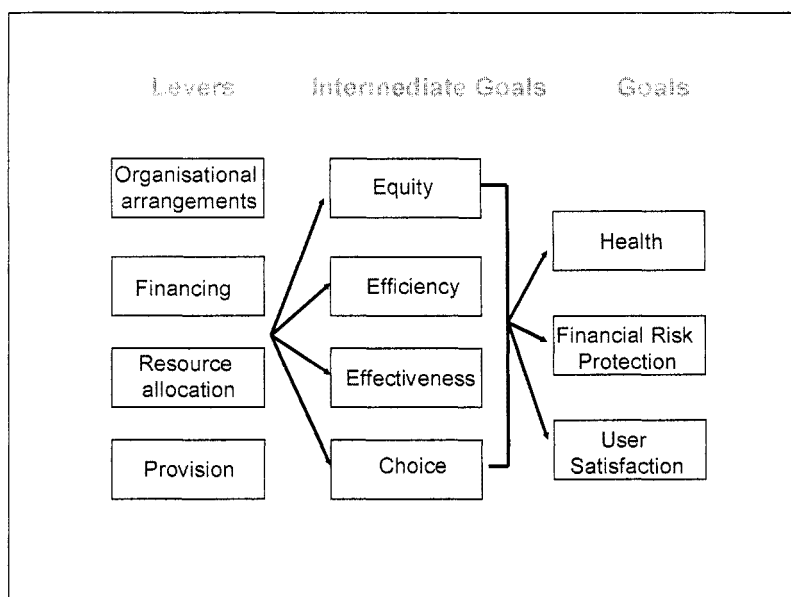 Levers Intermediate Goals Goals
Organisational
arrangements
Financing
Resource
allocation
Provision
Equity
Efficiency
Effectiveness
Choice
Health
Financial Risk
Protection
User
Satisfaction